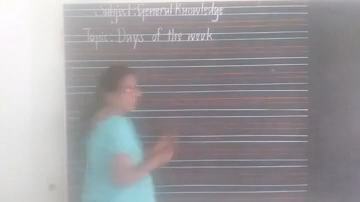 Subject: General Knowledge
Topic: Days of the week